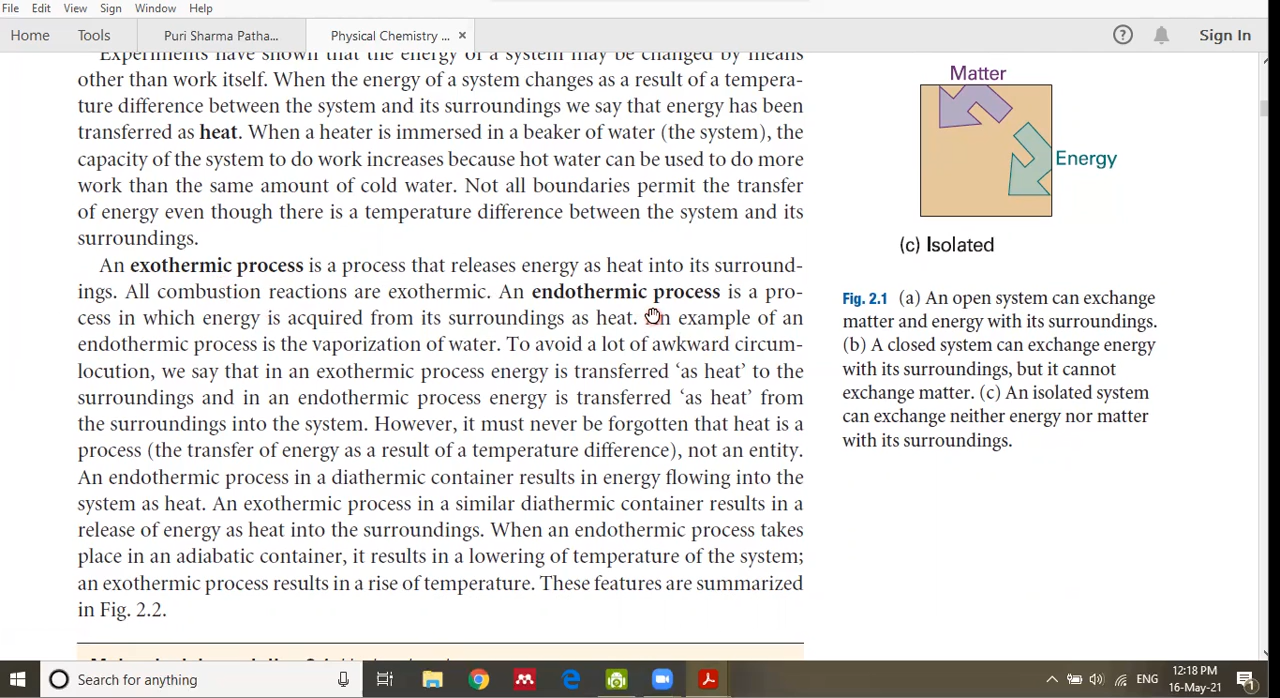 File Edit View Sign Window Help
Home Tools Puri Sharma Patha... Physical Chemistry ... × Sign In
Experiments have shown that the energy of a system may be changed by means
other than work itself. When the energy of a system changes as a result of a tempera-
ture difference between the system and its surroundings we say that energy has been
transferred as heat. When a heater is immersed in a beaker of water (the system), the
capacity of the system to do work increases because hot water can be used to do more
work than the same amount of cold water. Not all boundaries permit the transfer
of energy even though there is a temperature difference between the system and its
surroundings.
An exothermic process is a process that releases energy as heat into its surround-
ings. All combustion reactions are exothermic. An endothermic process is a pro-
cess in which energy is acquired from its surroundings as heat. An example of an
endothermic process is the vaporization of water. To avoid a lot of awkward circum-
locution, we say that in an exothermic process energy is transferred ‘as heat’ to the
surroundings and in an endothermic process energy is transferred ‘as heat’ from
the surroundings into the system. However, it must never be forgotten that heat is a
process (the transfer of energy as a result of a temperature difference), not an entity.
An endothermic process in a diathermic container results in energy flowing into the
system as heat. An exothermic process in a similar diathermic container results in a
release of energy as heat into the surroundings. When an endothermic process takes
place in an adiabatic container, it results in a lowering of temperature of the system;
an exothermic process results in a rise of temperature. These features are summarized
in Fig. 2.2.
Matter
Energy
(c) Isolated
Fig. 2.1 (a) An open system can exchange
matter and energy with its surroundings.
(b) A closed system can exchange energy
with its surroundings, but it cannot
exchange matter. (c) An isolated system
can exchange neither energy nor matter
with its surroundings.
Search for anything
ENG
12:18 PM
16-May-21
1